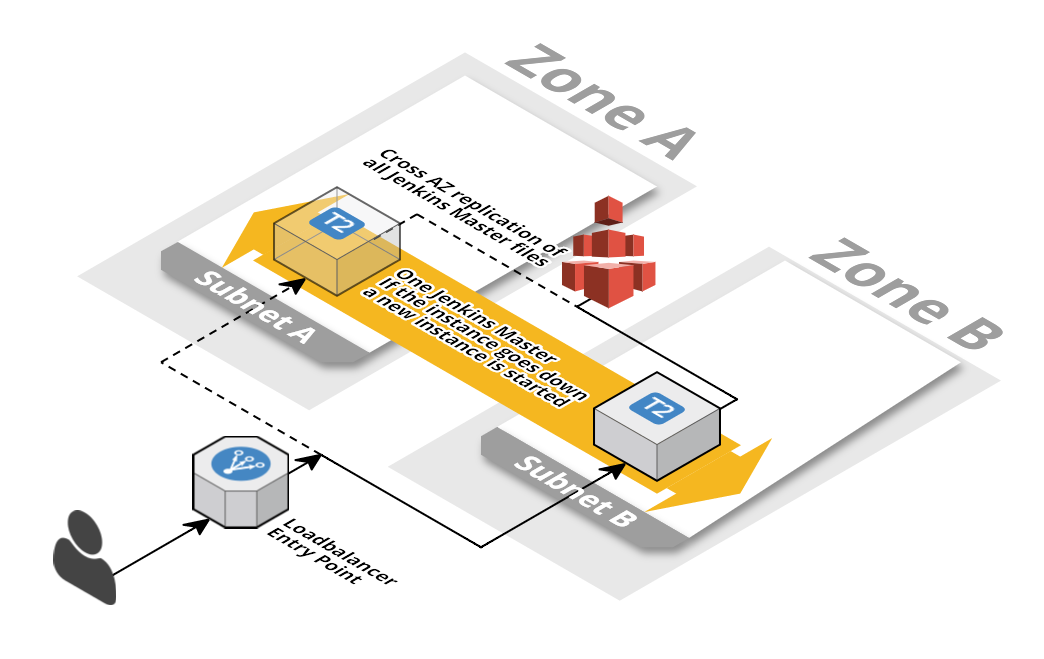 Zone A
Cross AZ replication of
all Jenkins Master files
T2
Zone B
One Jenkins Master
If the instance goes down
a new instance is started
Subnet A
T2
Subnet B
Loadbalancer
Entry Point